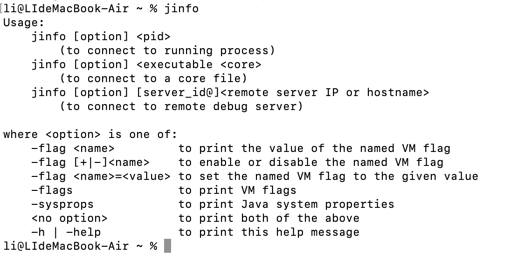 [li@LIdeMacBook-Air ~ % jinfo
Usage:
    jinfo [option] <pid>
        (to connect to running process)
    jinfo [option] <executable <core>
        (to connect to a core file)
    jinfo [option] [server_id@]<remote server IP or hostname>
        (to connect to remote debug server)

where <option> is one of:
    -flag <name>         to print the value of the named VM flag
    -flag [+|-]<name>    to enable or disable the named VM flag
    -flag <name>=<value> to set the named VM flag to the given value
    -flags               to print VM flags
    -sysprops            to print Java system properties
    <no option>          to print both of the above
    -h | -help           to print this help message
li@LIdeMacBook-Air ~ %